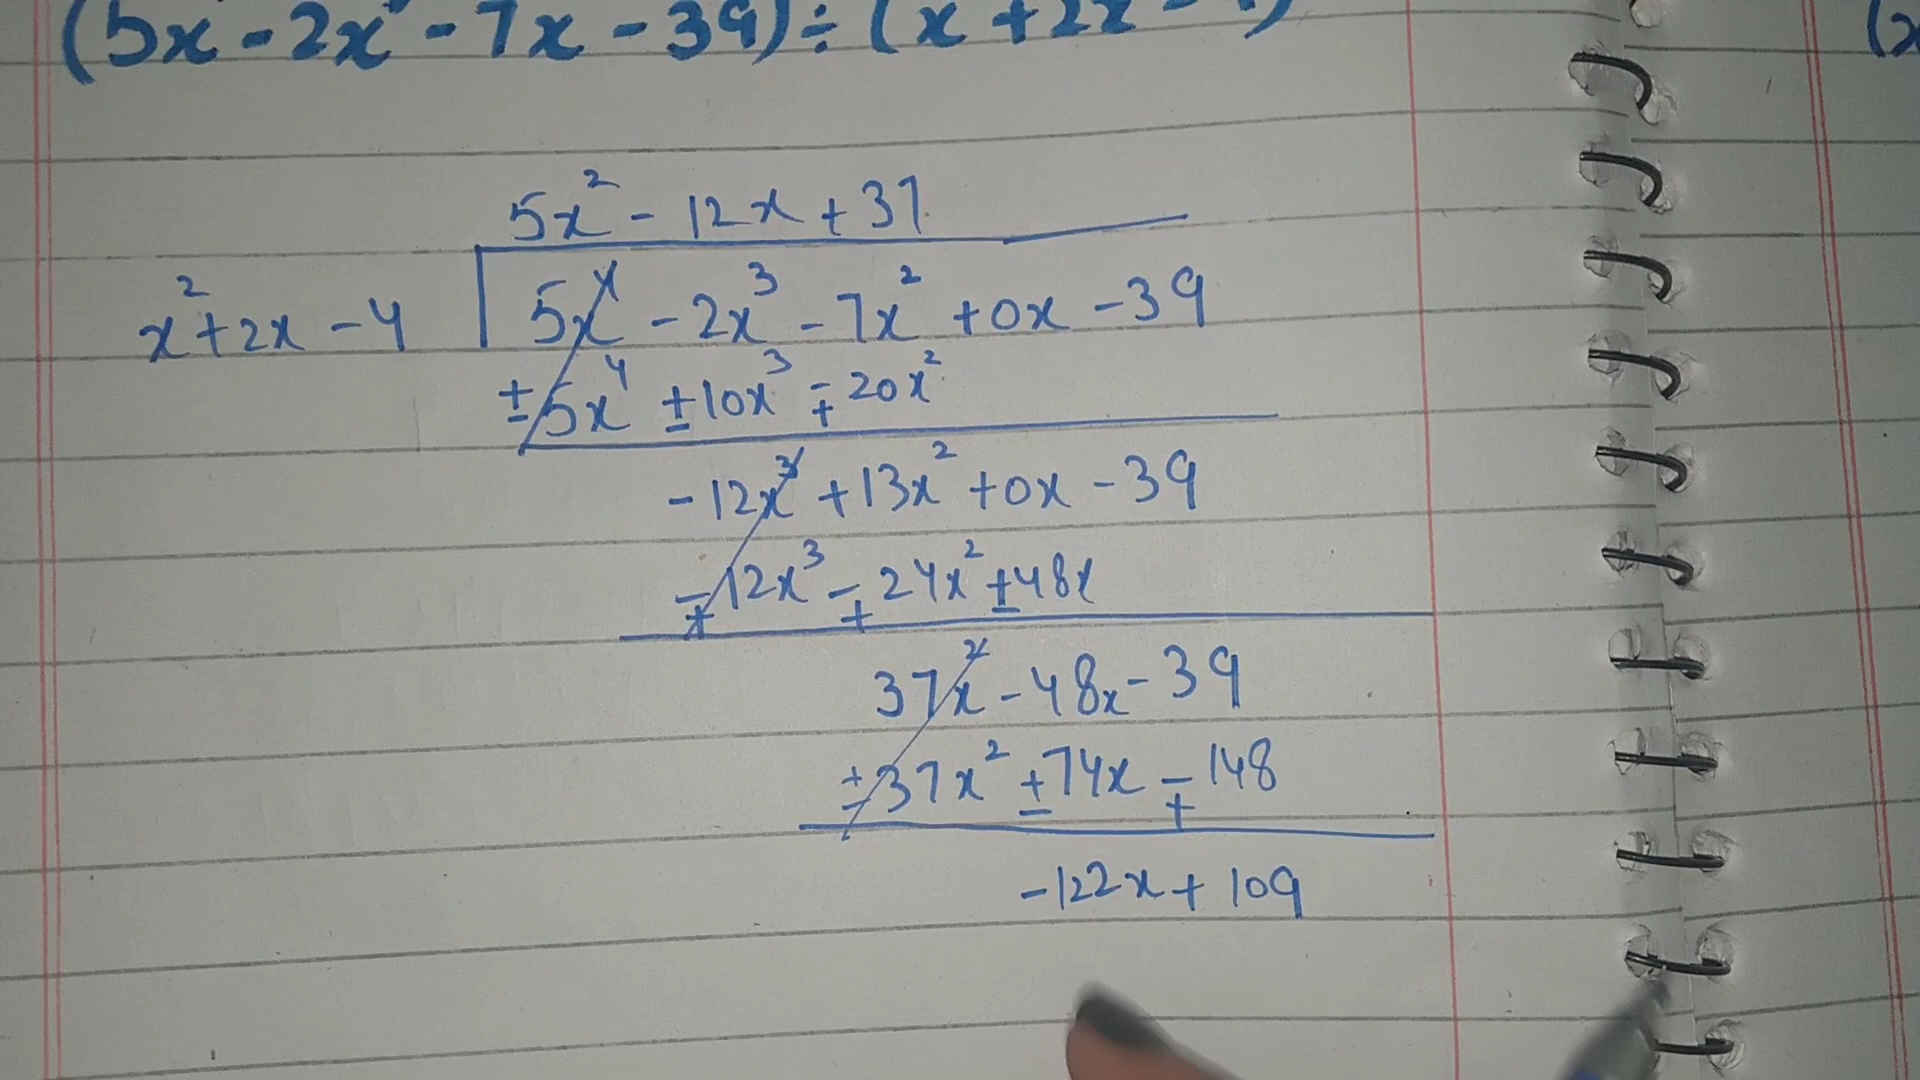 (5x - 2x - 7x - 39) ÷ (x + 2x - 4)
5x² - 12x + 37
x² + 2x - 4 5x⁴ - 2x³ - 7x² + 0x - 39
± 5x⁴ ± 10x³ ∓ 20x²
- 12x³ + 13x² + 0x - 39
∓ 12x³ ∓ 24x² ± 48x
37x² - 48x - 39
± 37x² ± 74x ∓ 148
- 122x + 109